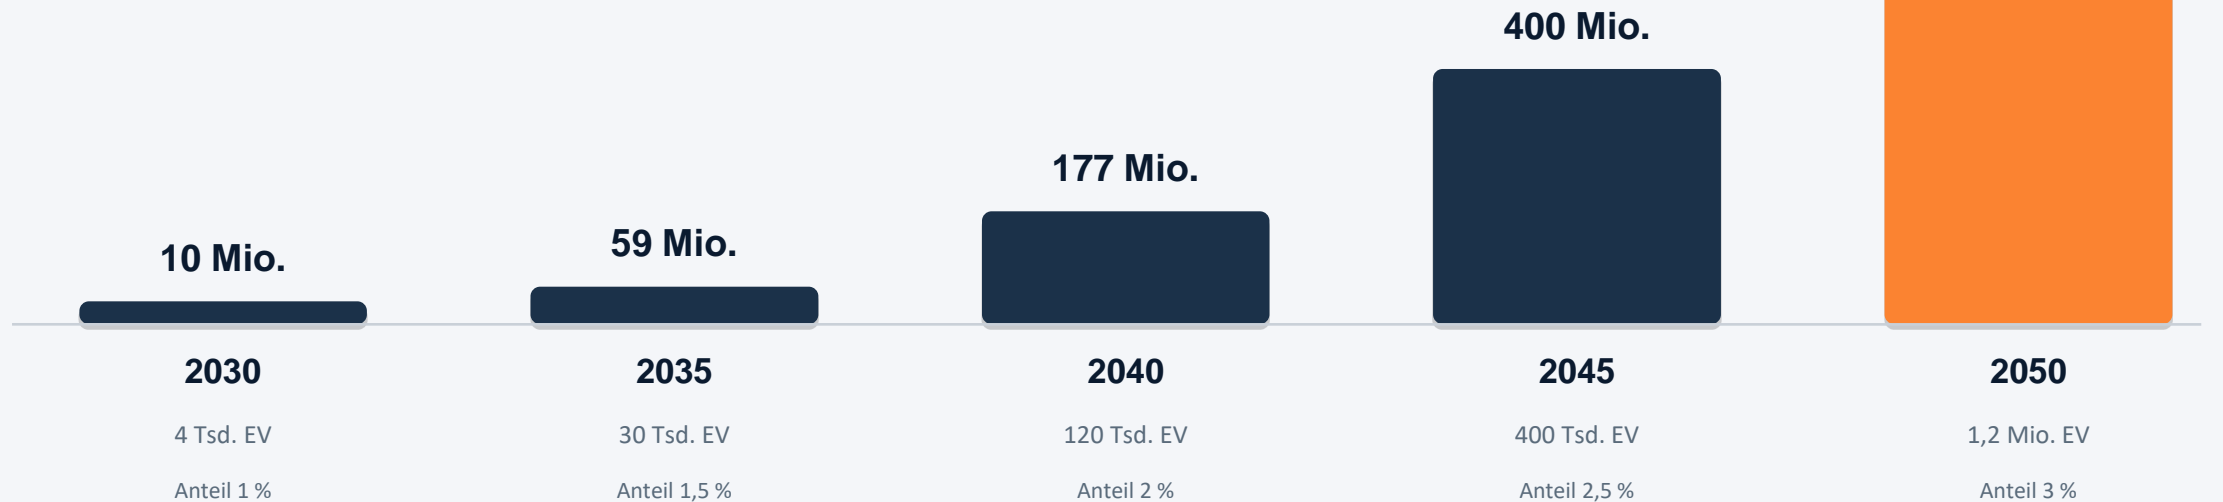 400 Mio.
177 Mio.
59 Mio.
10 Mio.
2030
2035
2040
2045
2050
4 Tsd. EV
30 Tsd. EV
120 Tsd. EV
400 Tsd. EV
1,2 Mio. EV
Anteil 1 %
Anteil 1,5 %
Anteil 2 %
Anteil 2,5 %
Anteil 3 %